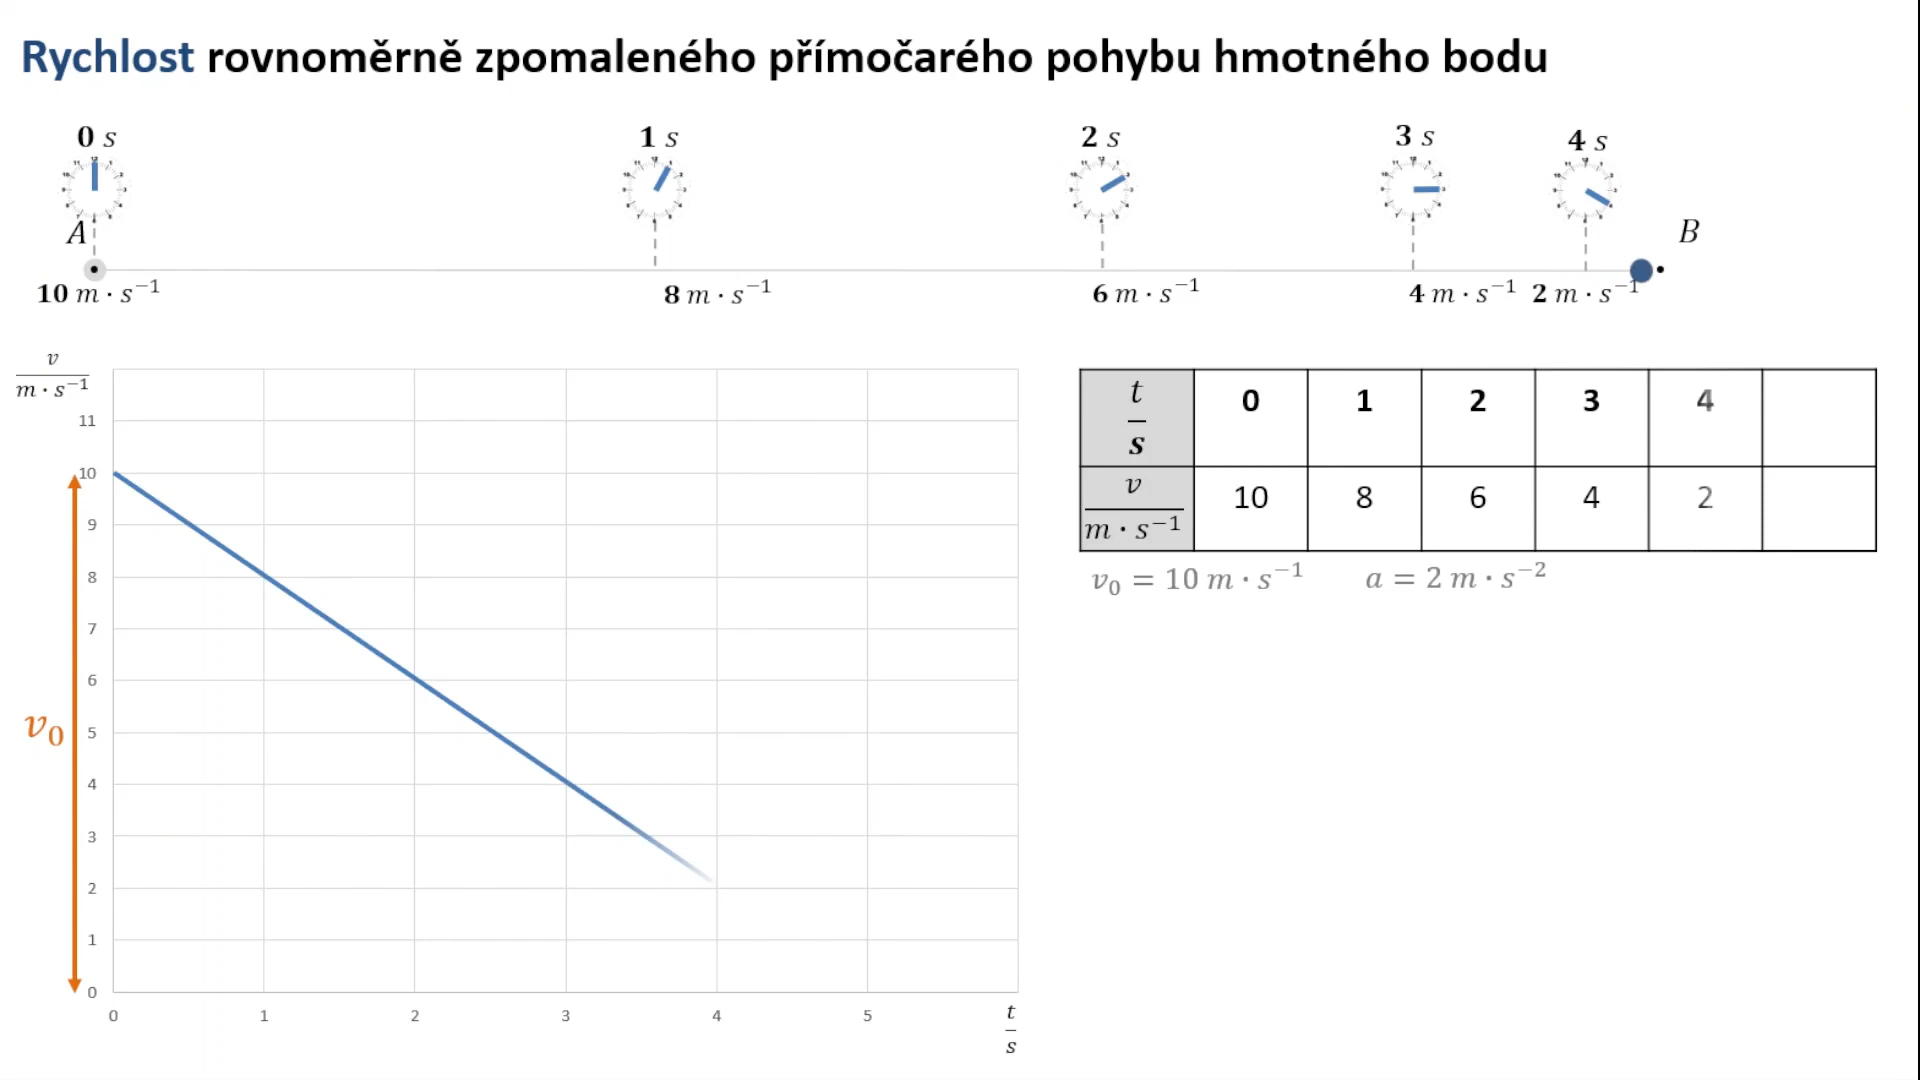 Rychlost rovnoměrně zpomaleného přímočarého pohybu hmotného bodu
0 s 1 s 2 s 3 s 4 s
A B
10 m · s⁻¹ 8 m · s⁻¹ 6 m · s⁻¹ 4 m · s⁻¹ 2 m · s⁻¹
v / m · s⁻¹
11
10
9
8
7
6
5
4
3
2
1
0
v₀
0 1 2 3 4 5 t / s
t / s 0 1 2 3 4
v / m · s⁻¹ 10 8 6 4 2
v₀ = 10 m · s⁻¹ a = 2 m · s⁻²